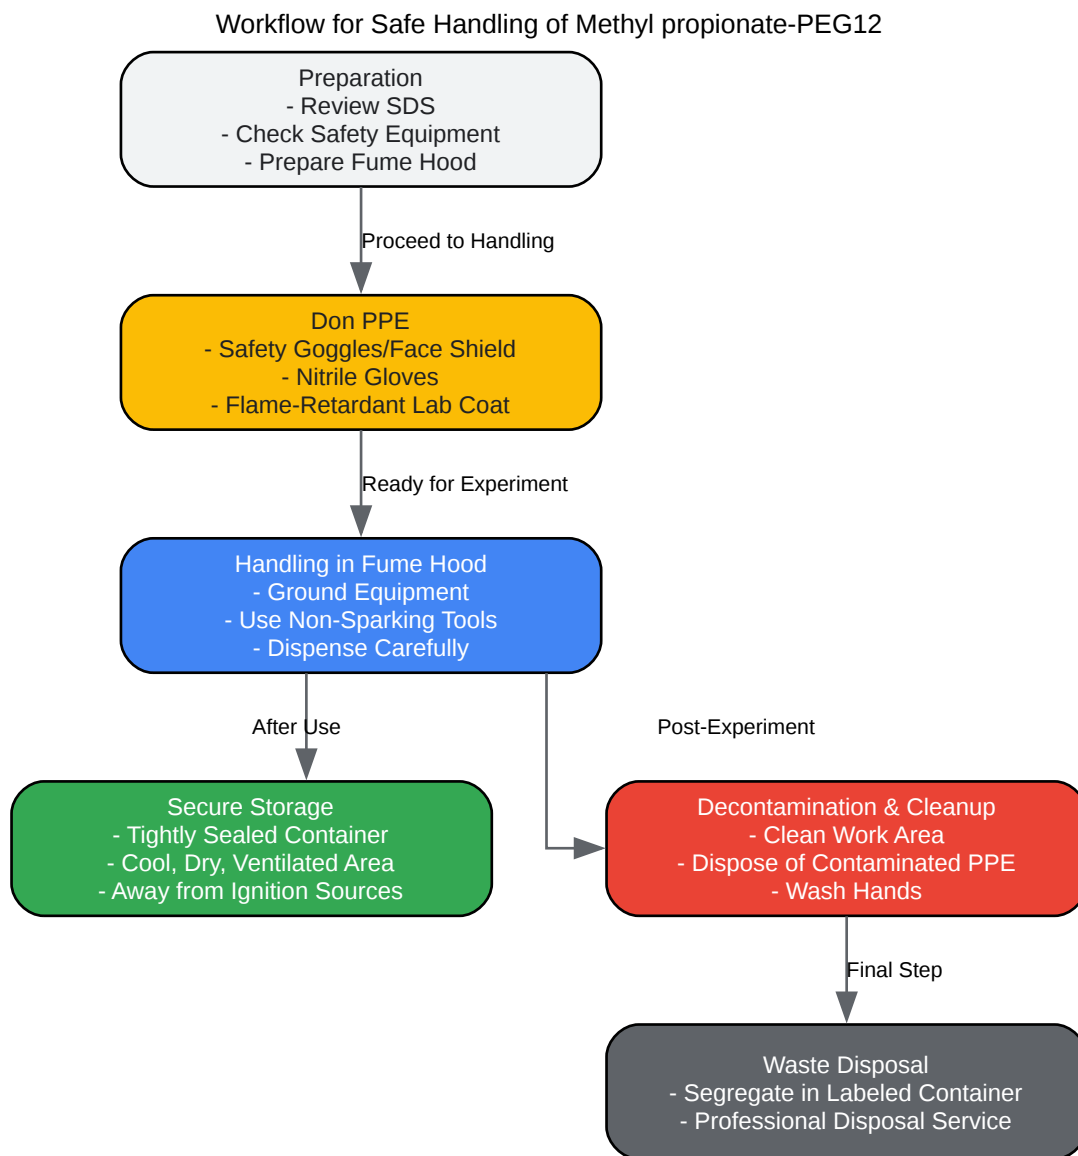 Workflow for Safe Handling of Methyl propionate-PEG12
Preparation
- Review SDS
- Check Safety Equipment
- Prepare Fume Hood
Proceed to Handling
Don PPE
- Safety Goggles/Face Shield
- Nitrile Gloves
- Flame-Retardant Lab Coat
Ready for Experiment
Handling in Fume Hood
- Ground Equipment
- Use Non-Sparking Tools
- Dispense Carefully
After Use
Post-Experiment
Secure Storage
- Tightly Sealed Container
- Cool, Dry, Ventilated Area
- Away from Ignition Sources
Decontamination & Cleanup
- Clean Work Area
- Dispose of Contaminated PPE
- Wash Hands
Final Step
Waste Disposal
- Segregate in Labeled Container
- Professional Disposal Service